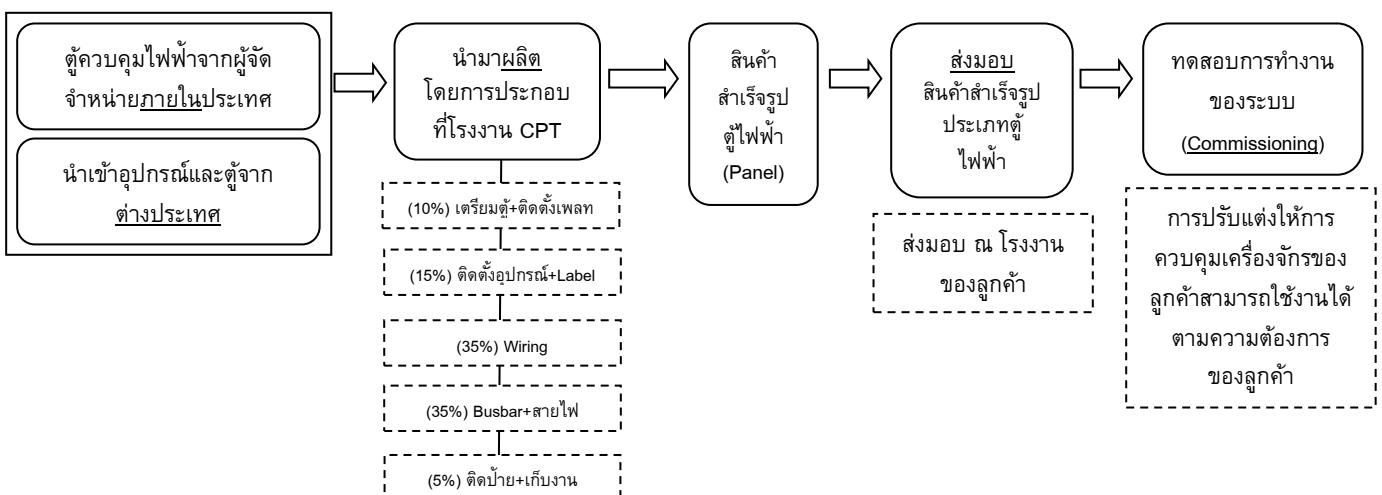 ตู้ควบคุมไฟฟ้าจากผู้จัด
จำหน่ายภายในประเทศ
นำเข้าอุปกรณ์และตู้จาก
ต่างประเทศ
นำมาผลิต
โดยการประกอบ
ที่โรงงาน CPT
(10%) เตรียมตู้+ติดตั้งเพลท
(15%) ติดตั้งอุปกรณ์+Label
(35%) Wiring
(35%) Busbar+สายไฟ
(5%) ติดป้าย+เก็บงาน
สินค้า
สำเร็จรูป
ตู้ไฟฟ้า
(Panel)
ส่งมอบ
สินค้าสำเร็จรูป
ประเภทตู้
ไฟฟ้า
ส่งมอบ ณ โรงงาน
ของลูกค้า
ทดสอบการทำงาน
ของระบบ
(Commissioning)
การปรับแต่งให้การ
ควบคุมเครื่องจักรของ
ลูกค้าสามารถใช้งานได้
ตามความต้องการ
ของลูกค้า